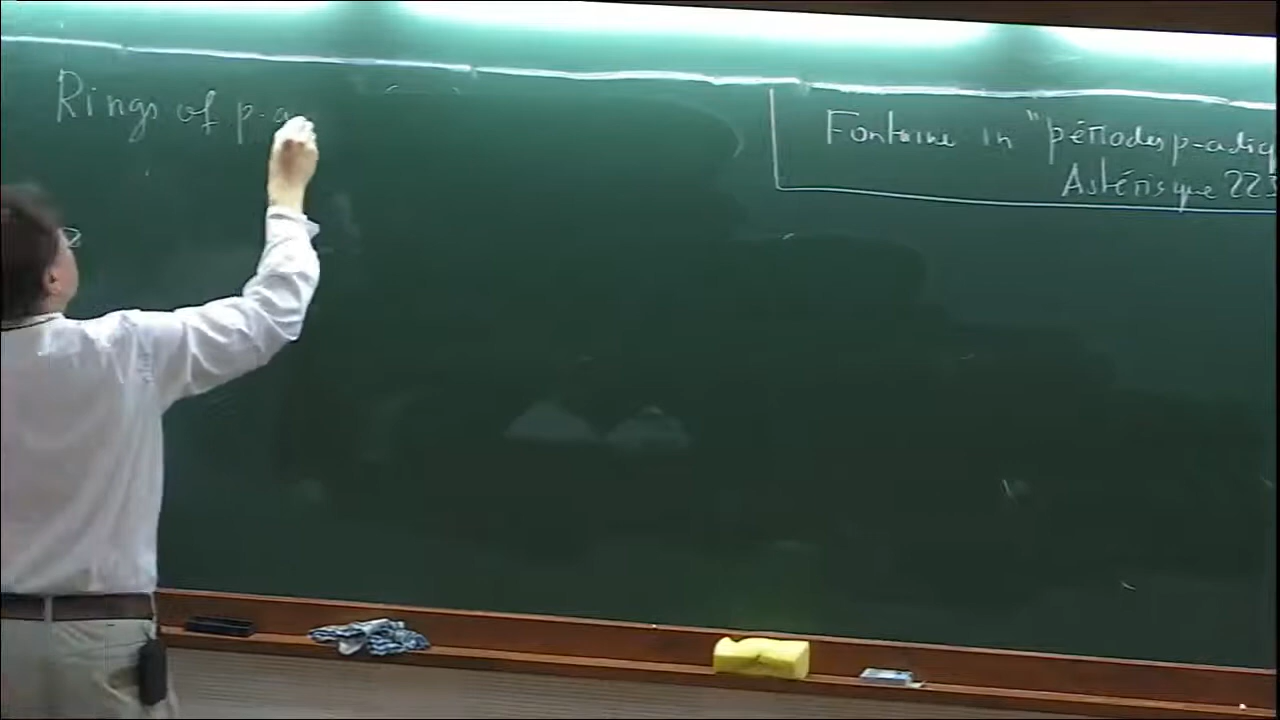 Rings of p-a
Fontaine in "périodes p-adiq
Astérisque 223